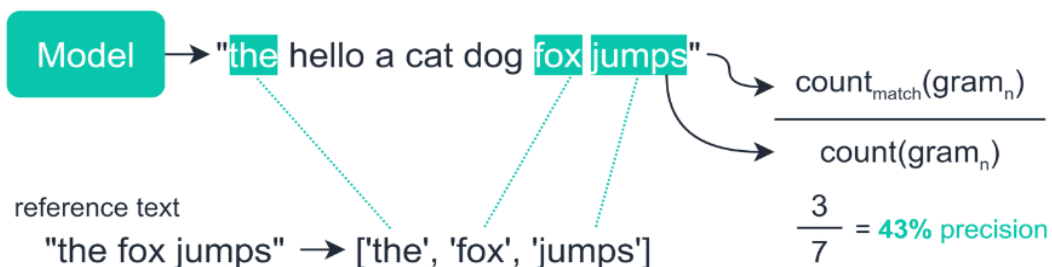 Model
"the hello a cat dog fox jumps"
count_match(gram_n)
count(gram_n)
reference text
"the fox jumps"
['the', 'fox', 'jumps']
3
7
= 43% precision